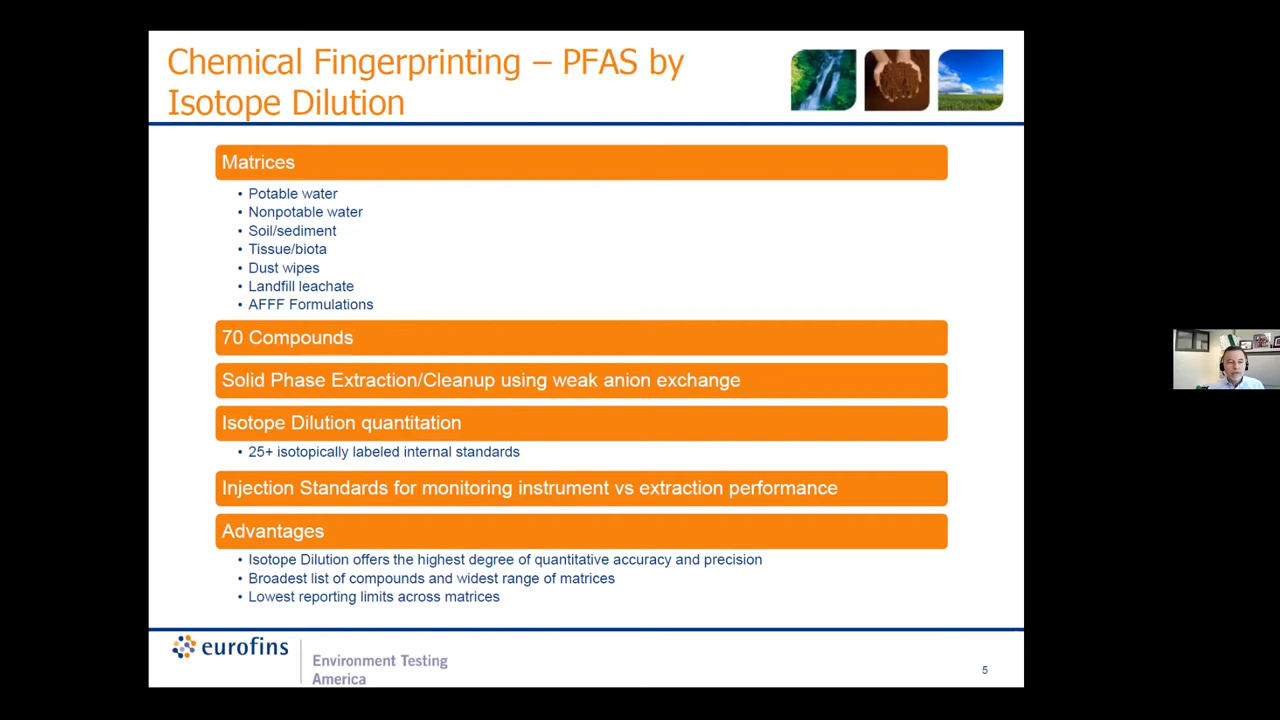 Chemical Fingerprinting – PFAS by
Isotope Dilution
Matrices
• Potable water
• Nonpotable water
• Soil/sediment
• Tissue/biota
• Dust wipes
• Landfill leachate
• AFFF Formulations
70 Compounds
Solid Phase Extraction/Cleanup using weak anion exchange
Isotope Dilution quantitation
• 25+ isotopically labeled internal standards
Injection Standards for monitoring instrument vs extraction performance
Advantages
• Isotope Dilution offers the highest degree of quantitative accuracy and precision
• Broadest list of compounds and widest range of matrices
• Lowest reporting limits across matrices
eurofins
Environment Testing
America
5